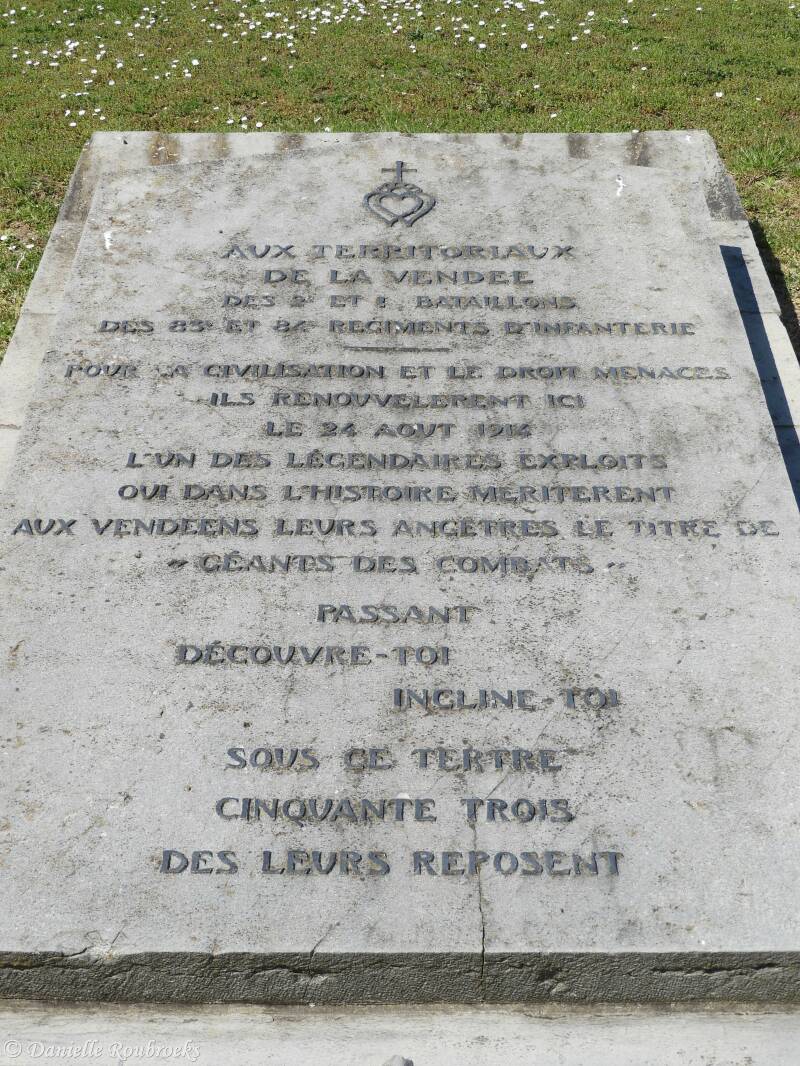 AUX TERRITORIAUX
DE LA VENDEE
DES 2E ET BATAILLONS
DES 83E ET 84E REGIMENTS D'INFANTERIE
POUR LA CIVILISATION ET LE DROIT MENACES
ILS RENOUVELERENT ICI
LE 24 AOUT 1914
L'UN DES LÉGENDAIRES EXPLOITS
QUI DANS L'HISTOIRE MERITERENT
AUX VENDEENS LEURS ANCÊTRES LE TITRE DE
"GÉANTS DES COMBATS"
PASSANT
DÉCOUVRE-TOI
INCLINE-TOI
SOUS CE TERTRE
CINQUANTE TROIS
DES LEURS REPOSENT
© Danielle Roubroeks